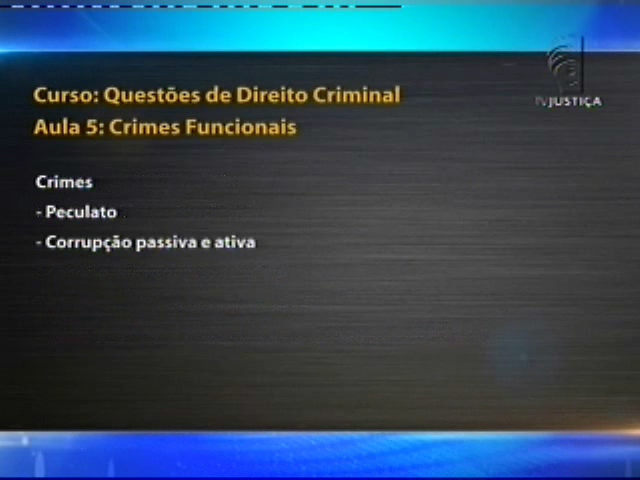 Curso: Questões de Direito Criminal
Aula 5: Crimes Funcionais
TV JUSTIÇA
Crimes
- Peculato
- Corrupção passiva e ativa